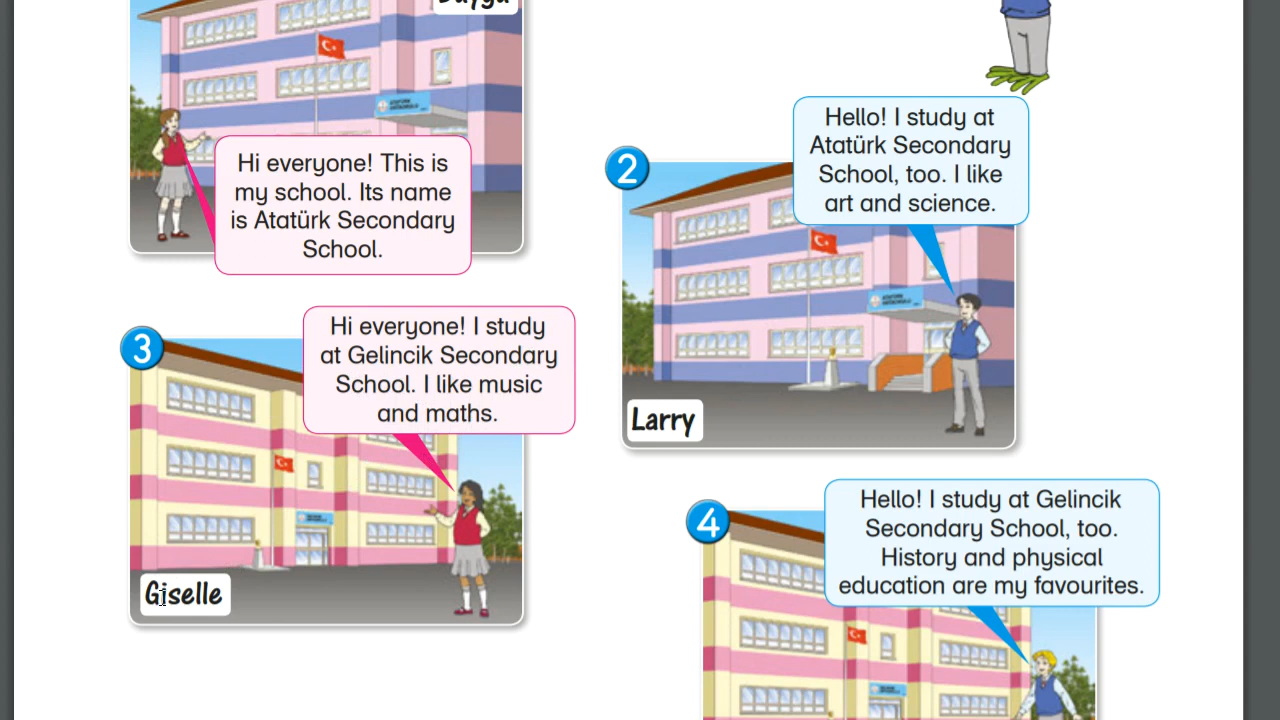 Duygu
Hi everyone! This is
my school. Its name
is Atatürk Secondary
School.
2
Hello! I study at
Atatürk Secondary
School, too. I like
art and science.
Larry
3
Hi everyone! I study
at Gelincik Secondary
School. I like music
and maths.
Giselle
4
Hello! I study at Gelincik
Secondary School, too.
History and physical
education are my favourites.